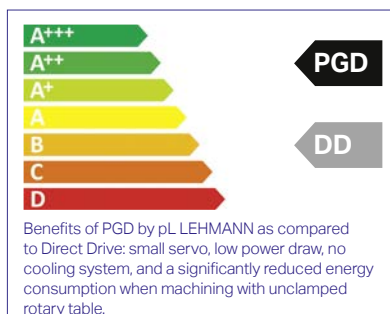 A+++
A++
PGD
A+
A
B
DD
C
D
Benefits of PGD by pL LEHMANN as compared
to Direct Drive: small servo, low power draw, no
cooling system, and a significantly reduced energy
consumption when machining with unclamped
rotary table.